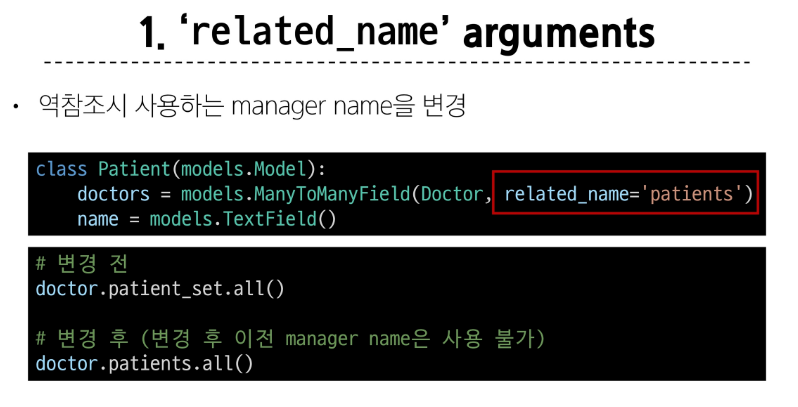 1. ‘related_name’ arguments
• 역참조시 사용하는 manager name을 변경
class Patient(models.Model):
    doctors = models.ManyToManyField(Doctor, related_name='patients')
    name = models.TextField()
# 변경 전
doctor.patient_set.all()
# 변경 후 (변경 후 이전 manager name은 사용 불가)
doctor.patients.all()